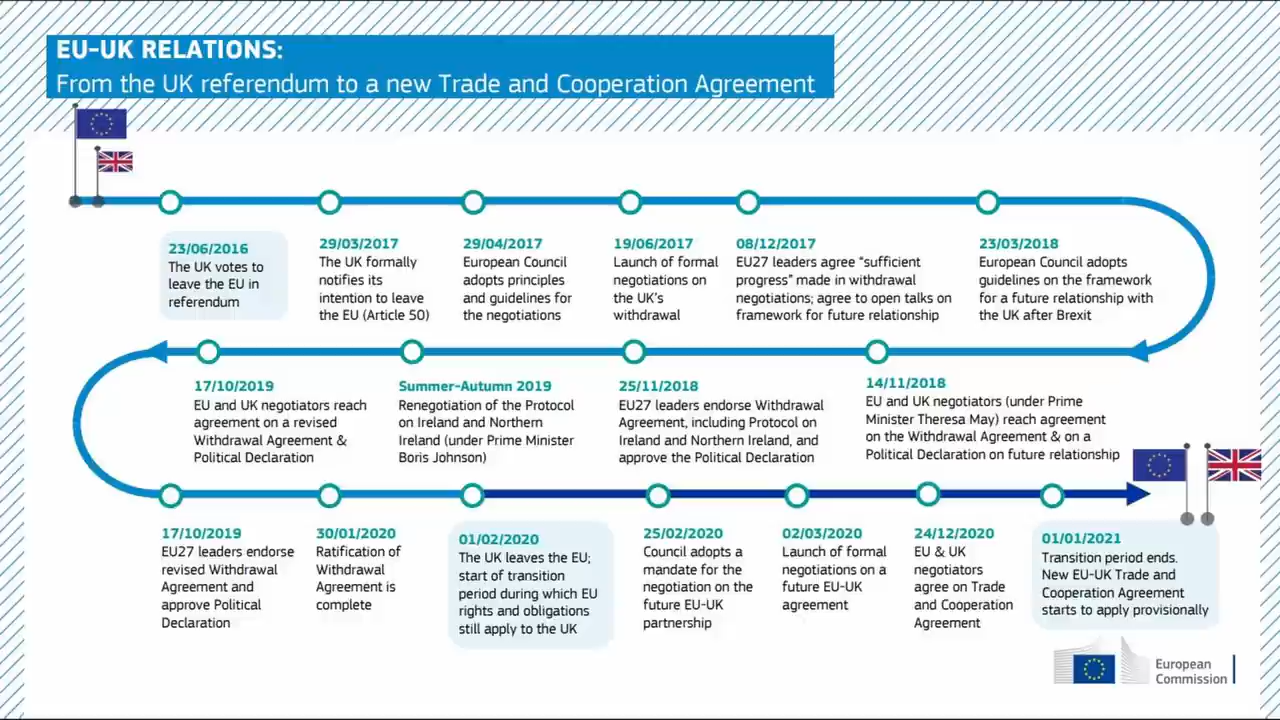 EU-UK RELATIONS:
From the UK referendum to a new Trade and Cooperation Agreement
23/06/2016
The UK votes to
leave the EU in
referendum
29/03/2017
The UK formally
notifies its
intention to leave
the EU (Article 50)
29/04/2017
European Council
adopts principles
and guidelines for
the negotiations
19/06/2017
Launch of formal
negotiations on
the UK's
withdrawal
08/12/2017
EU27 leaders agree "sufficient
progress" made in withdrawal
negotiations; agree to open talks on
framework for future relationship
23/03/2018
European Council adopts
guidelines on the framework
for a future relationship with
the UK after Brexit
17/10/2019
EU and UK negotiators reach
agreement on a revised
Withdrawal Agreement &
Political Declaration
Summer-Autumn 2019
Renegotiation of the Protocol
on Ireland and Northern
Ireland (under Prime Minister
Boris Johnson)
25/11/2018
EU27 leaders endorse Withdrawal
Agreement, including Protocol on
Ireland and Northern Ireland, and
approve the Political Declaration
14/11/2018
EU and UK negotiators (under Prime
Minister Theresa May) reach agreement
on the Withdrawal Agreement & on a
Political Declaration on future relationship
17/10/2019
EU27 leaders endorse
revised Withdrawal
Agreement and
approve Political
Declaration
30/01/2020
Ratification of
Withdrawal
Agreement is
complete
01/02/2020
The UK leaves the EU;
start of transition
period during which EU
rights and obligations
still apply to the UK
25/02/2020
Council adopts a
mandate for the
negotiation on the
future EU-UK
partnership
02/03/2020
Launch of formal
negotiations on a
future EU-UK
agreement
24/12/2020
EU & UK
negotiators
agree on Trade
and Cooperation
Agreement
01/01/2021
Transition period ends.
New EU-UK Trade and
Cooperation Agreement
starts to apply provisionally
European
Commission